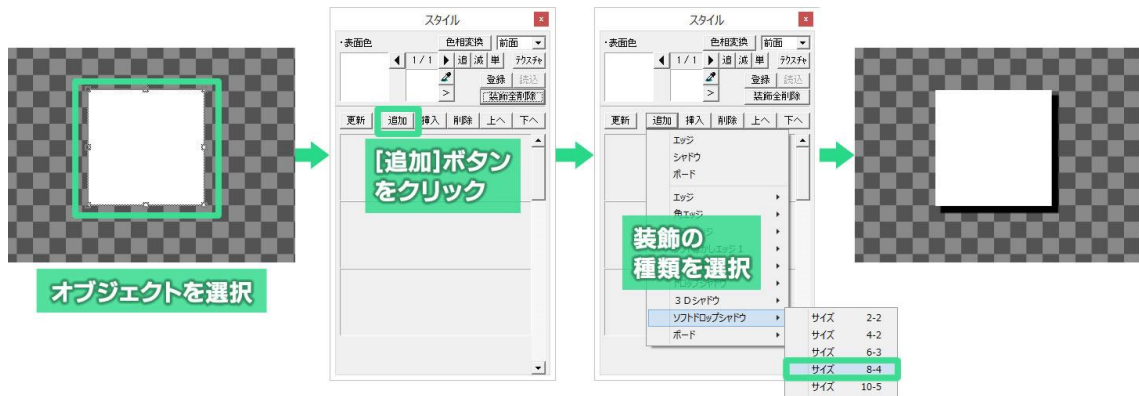 オブジェクトを選択
スタイル
x
・表面色
色相変換 前面
1/1 追 減 単 テクスチャ
登録 読込
> 装飾全削除
更新 追加 挿入 削除 上へ 下へ
[追加]ボタン
をクリック
スタイル
x
・表面色
色相変換 前面
1/1 追 減 単 テクスチャ
登録 読込
> 装飾全削除
更新 追加 挿入 削除 上へ 下へ
エッジ
シャドウ
ボード
エッジ
角エッジ
装飾の
種類を選択
3Dシャドウ
ソフトドロップシャドウ
ボード
サイズ 2-2
サイズ 4-2
サイズ 6-3
サイズ 8-4
サイズ 10-5